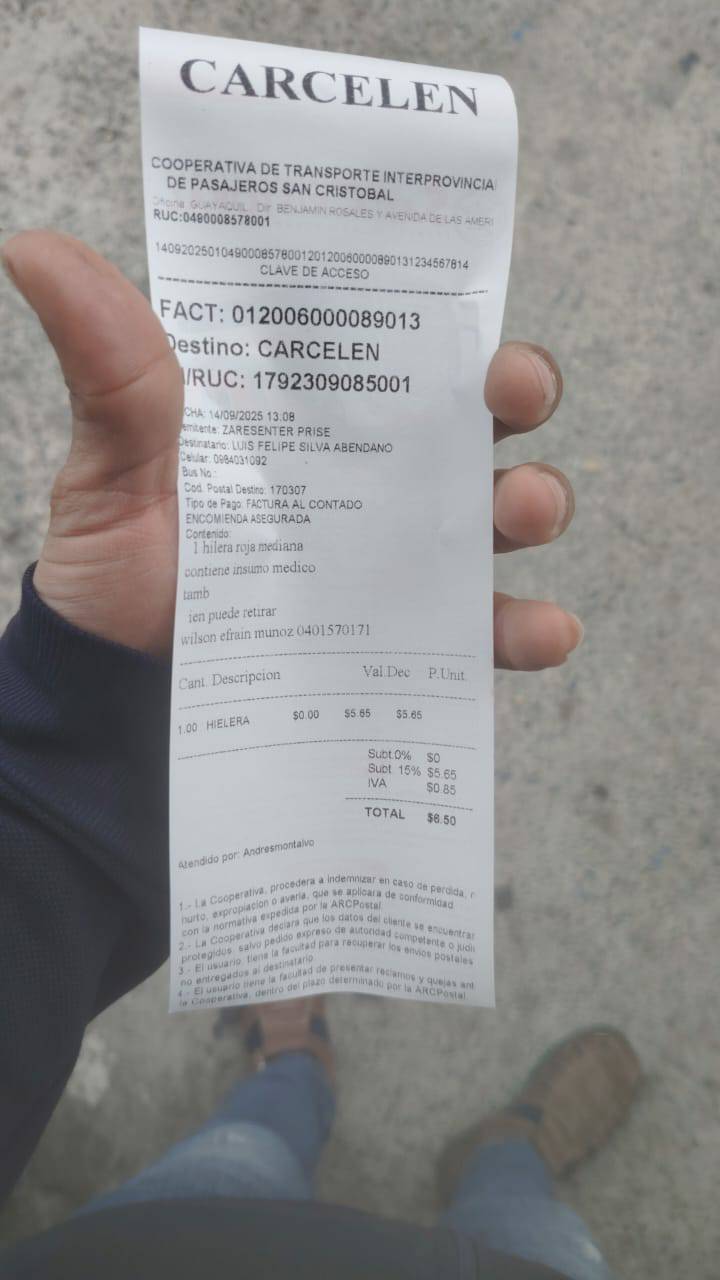 CARCELEN
COOPERATIVA DE TRANSPORTE INTERPROVINCIA
DE PASAJEROS SAN CRISTOBAL
Oficina: GUAYAQUIL Dir: BENJAMIN ROSALES Y AVENIDA DE LAS AMERI
RUC:0490008578001
1409202501049000857800120120060000890131234567814
CLAVE DE ACCESO
FACT: 012006000089013
Destino: CARCELEN
I/RUC: 1792309085001
CHA: 14/09/2025 13:08
emitente: ZARESENTER PRISE
Destinatario: LUIS FELIPE SILVA ABENDANO
Celular: 0984031092
Bus No.:
Cod. Postal Destino: 170307
Tipo de Pago: FACTURA AL CONTADO
ENCOMIENDA ASEGURADA
Contenido:
1 hilera roja mediana
contiene insumo medico
tamb
ien puede retirar
wilson efrain munoz 0401570171
Cant. Descripcion Val.Dec P.Unit.
1.00 HIELERA $0.00 $5.65 $5.65
Subt.0% $0
Subt. 15% $5.65
IVA $0.85
TOTAL $6.50
Atendido por: Andresmontalvo
1.- La Cooperativa, procedera a indemnizar en caso de perdida, r
hurto, expropiacion o averia, que se aplicara de conformidad.
con la normativa expedida por la ARCPostal.
2.- La Cooperativa declara que los datos del cliente se encuentrar
protegidos, salvo pedido expreso de autoridad competente o judi
3.- El usuario, tiene la facultad para recuperar los envios postales
no entregados al destinatario.
4.- El usuario tiene la facultad de presentar reclamos y quejas ant
la Cooperativa, dentro del plazo determinado por la ARCPostal